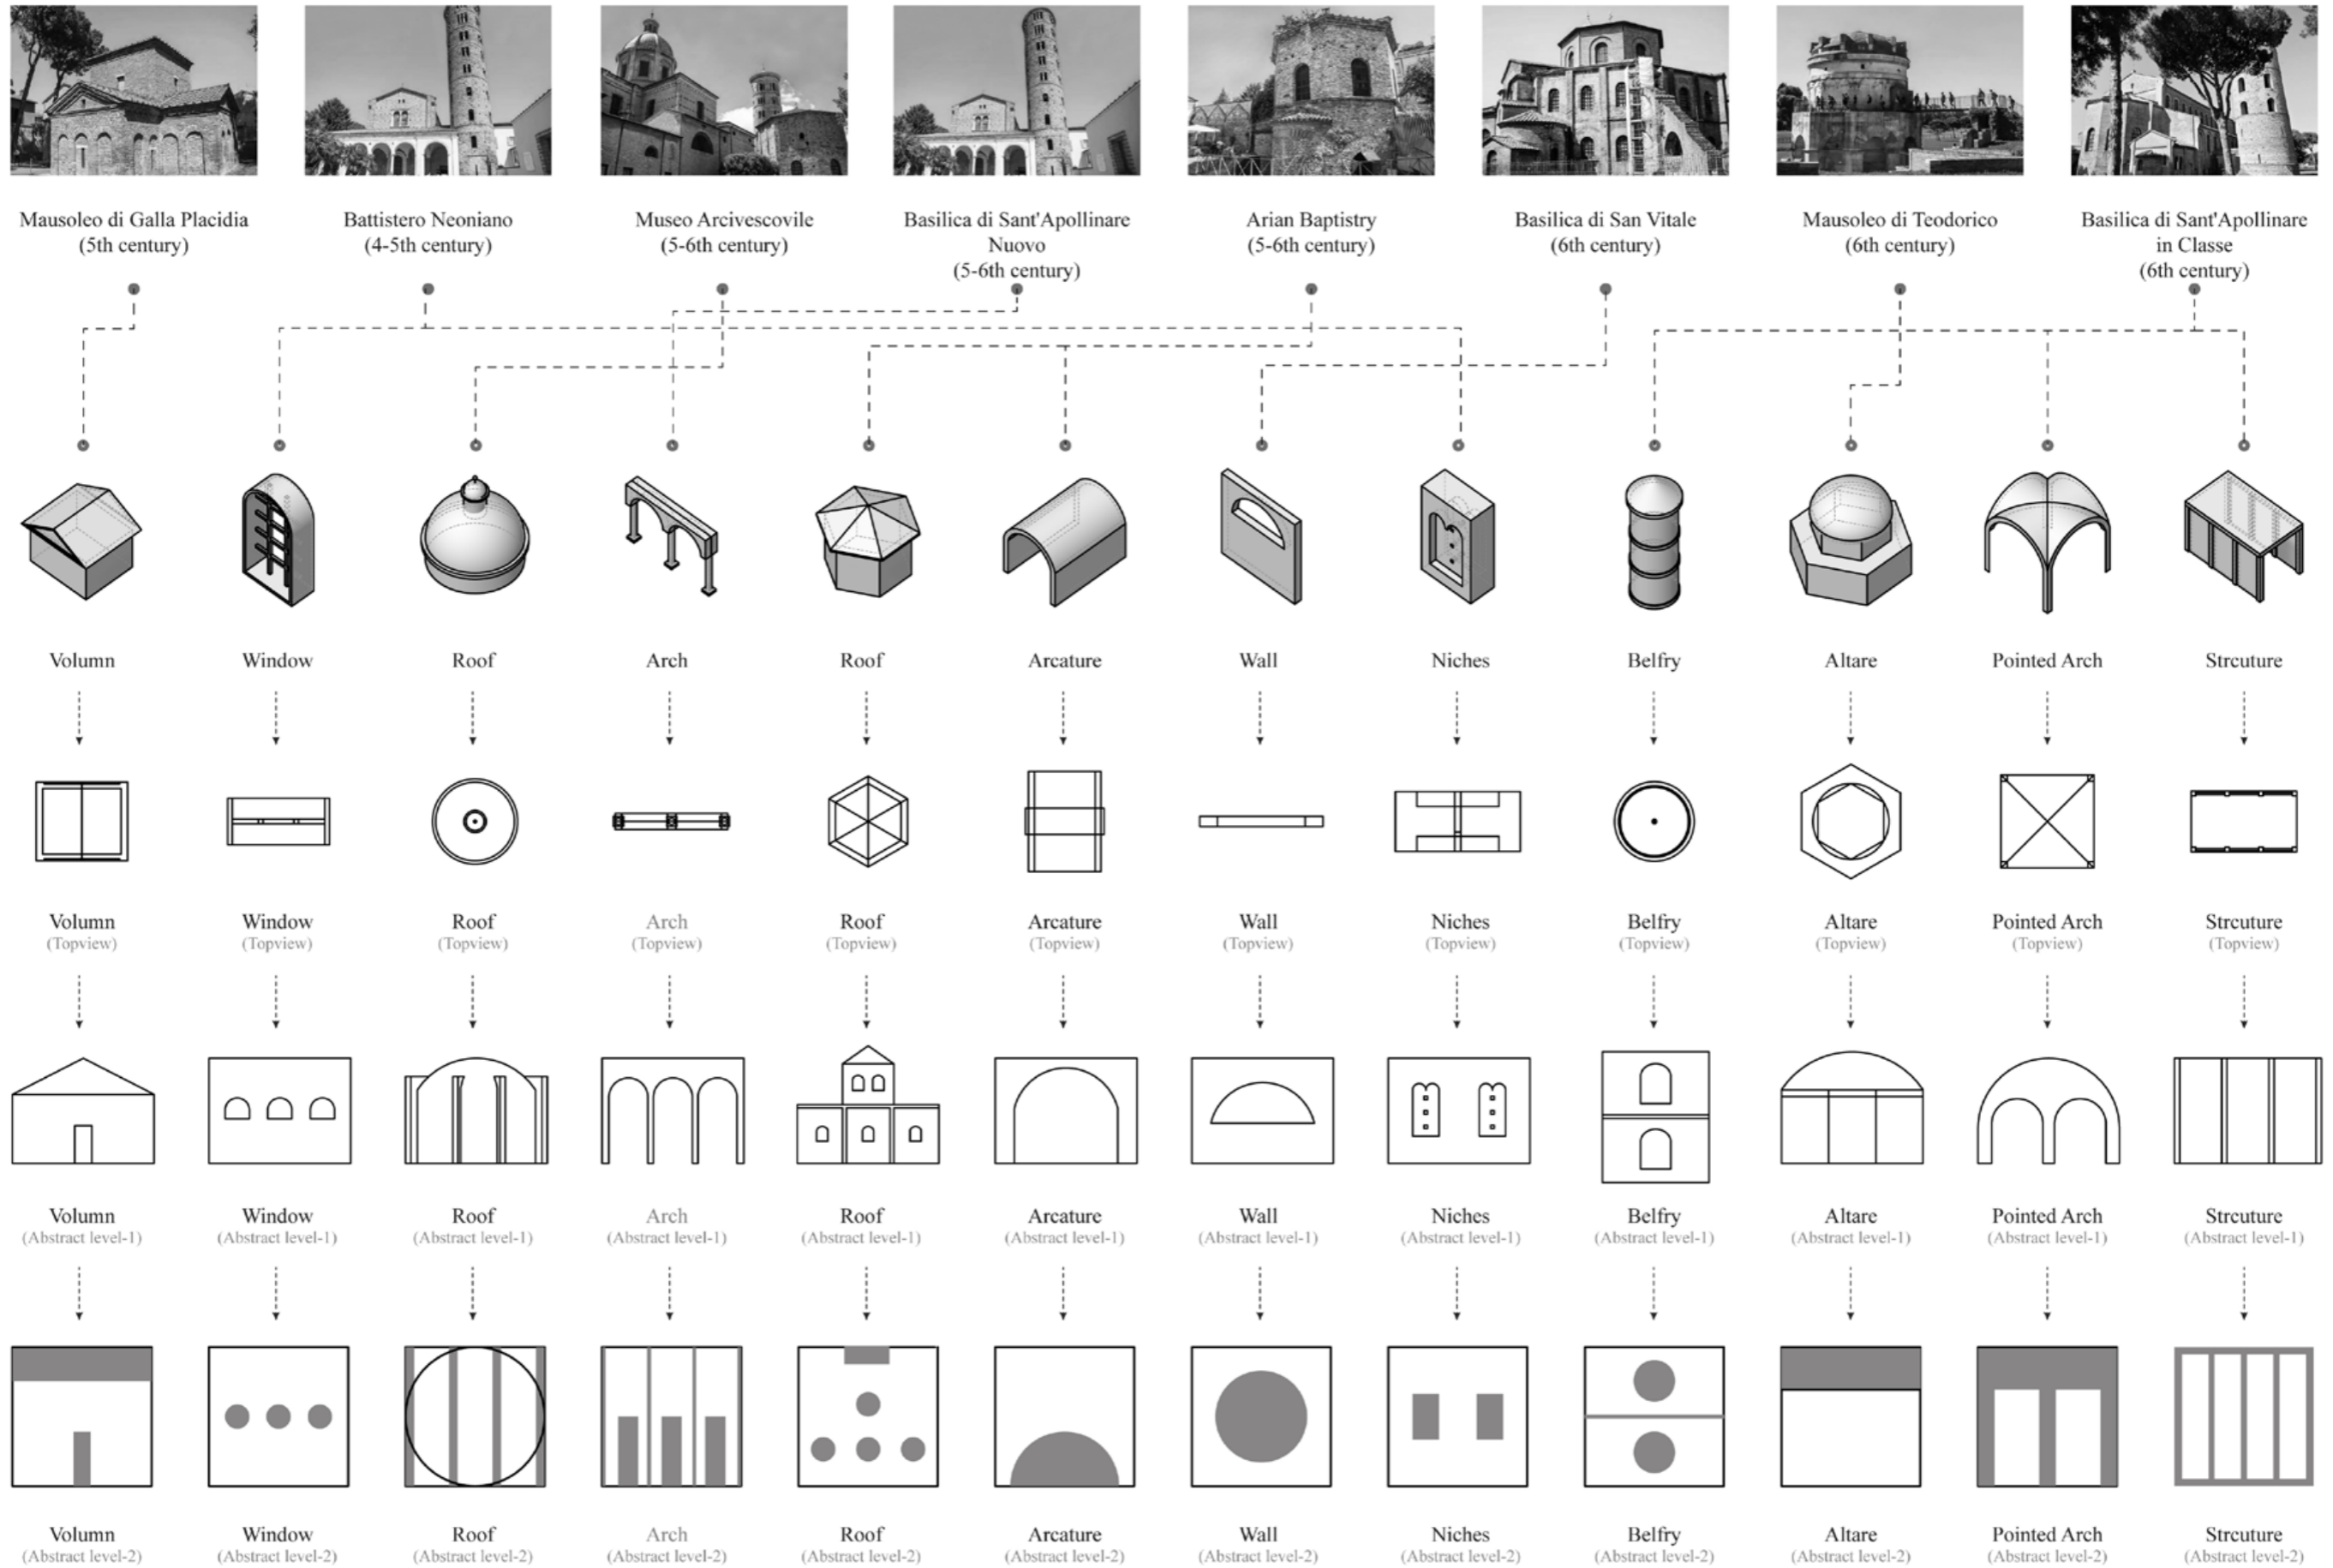 Mausoleo di Galla Placidia
(5th century)
Battistero Neoniano
(4-5th century)
Museo Arcivescovile
(5-6th century)
Basilica di Sant'Apollinare
Nuovo
(5-6th century)
Arian Baptistry
(5-6th century)
Basilica di San Vitale
(6th century)
Mausoleo di Teodorico
(6th century)
Basilica di Sant'Apollinare
in Classe
(6th century)
Volumn
Window
Roof
Arch
Roof
Arcature
Wall
Niches
Belfry
Altare
Pointed Arch
Strcuture
Volumn
(Topview)
Window
(Topview)
Roof
(Topview)
Arch
(Topview)
Roof
(Topview)
Arcature
(Topview)
Wall
(Topview)
Niches
(Topview)
Belfry
(Topview)
Altare
(Topview)
Pointed Arch
(Topview)
Strcuture
(Topview)
Volumn
(Abstract level-1)
Window
(Abstract level-1)
Roof
(Abstract level-1)
Arch
(Abstract level-1)
Roof
(Abstract level-1)
Arcature
(Abstract level-1)
Wall
(Abstract level-1)
Niches
(Abstract level-1)
Belfry
(Abstract level-1)
Altare
(Abstract level-1)
Pointed Arch
(Abstract level-1)
Strcuture
(Abstract level-1)
Volumn
(Abstract level-2)
Window
(Abstract level-2)
Roof
(Abstract level-2)
Arch
(Abstract level-2)
Roof
(Abstract level-2)
Arcature
(Abstract level-2)
Wall
(Abstract level-2)
Niches
(Abstract level-2)
Belfry
(Abstract level-2)
Altare
(Abstract level-2)
Pointed Arch
(Abstract level-2)
Strcuture
(Abstract level-2)